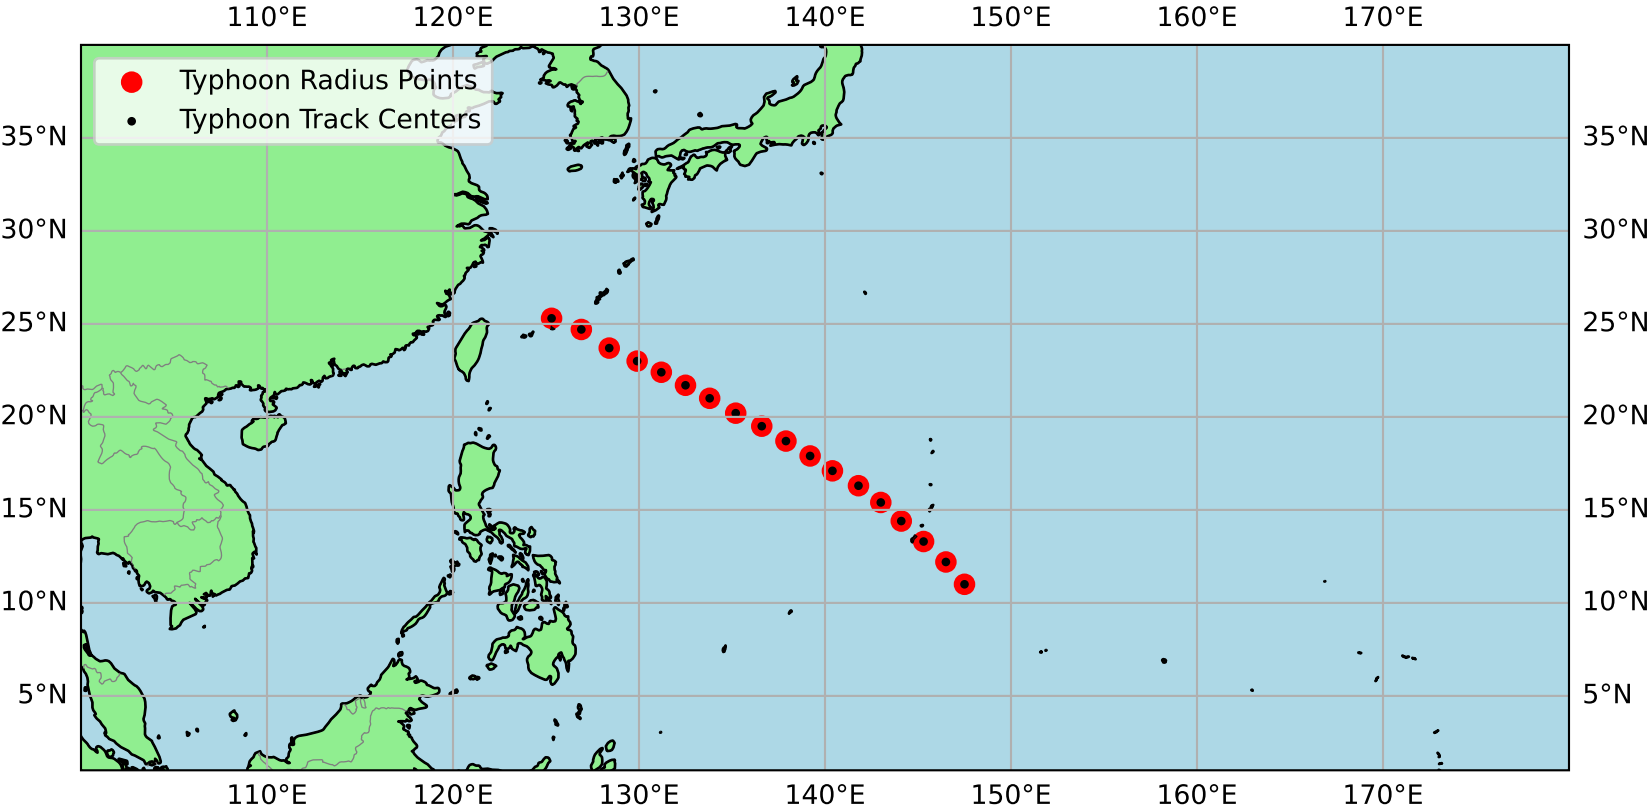 110°E 120°E 130°E 140°E 150°E 160°E 170°E
Typhoon Radius Points
Typhoon Track Centers
35°N 35°N
30°N 30°N
25°N 25°N
20°N 20°N
15°N 15°N
10°N 10°N
5°N 5°N
110°E 120°E 130°E 140°E 150°E 160°E 170°E